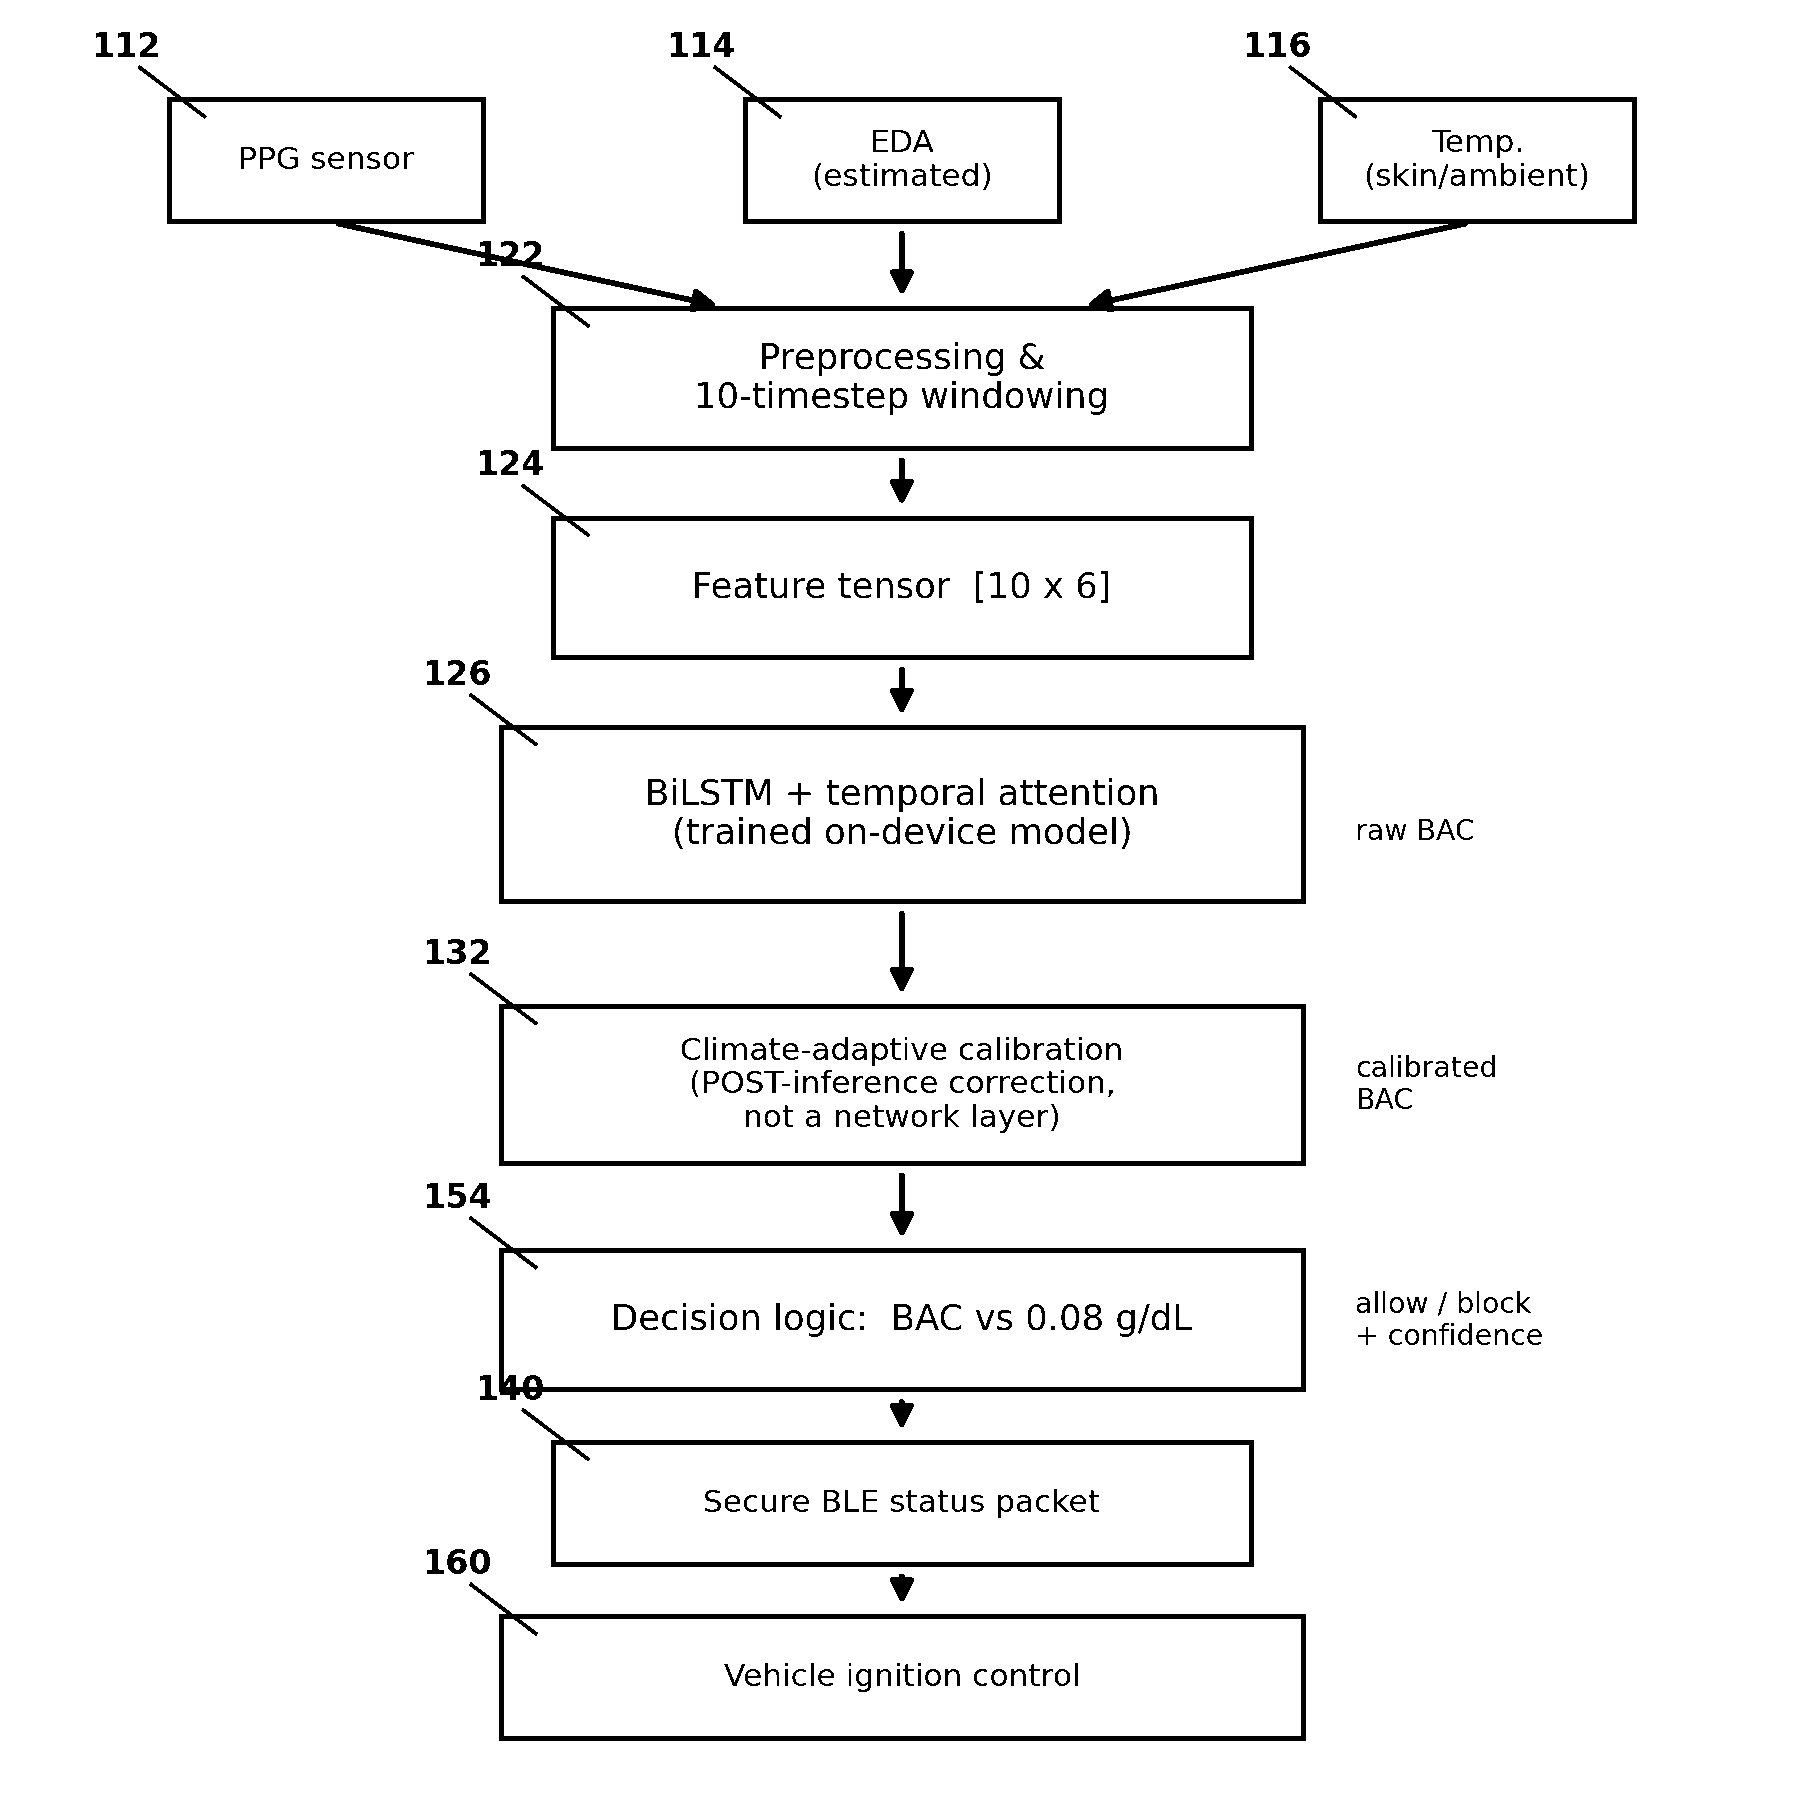 112
114
116
PPG sensor
EDA
(estimated)
Temp.
(skin/ambient)
122
Preprocessing &
10-timestep windowing
124
Feature tensor  [10 x 6]
126
BiLSTM + temporal attention
(trained on-device model)
raw BAC
132
Climate-adaptive calibration
(POST-inference correction,
not a network layer)
calibrated
BAC
154
Decision logic:  BAC vs 0.08 g/dL
allow / block
+ confidence
140
Secure BLE status packet
160
Vehicle ignition control